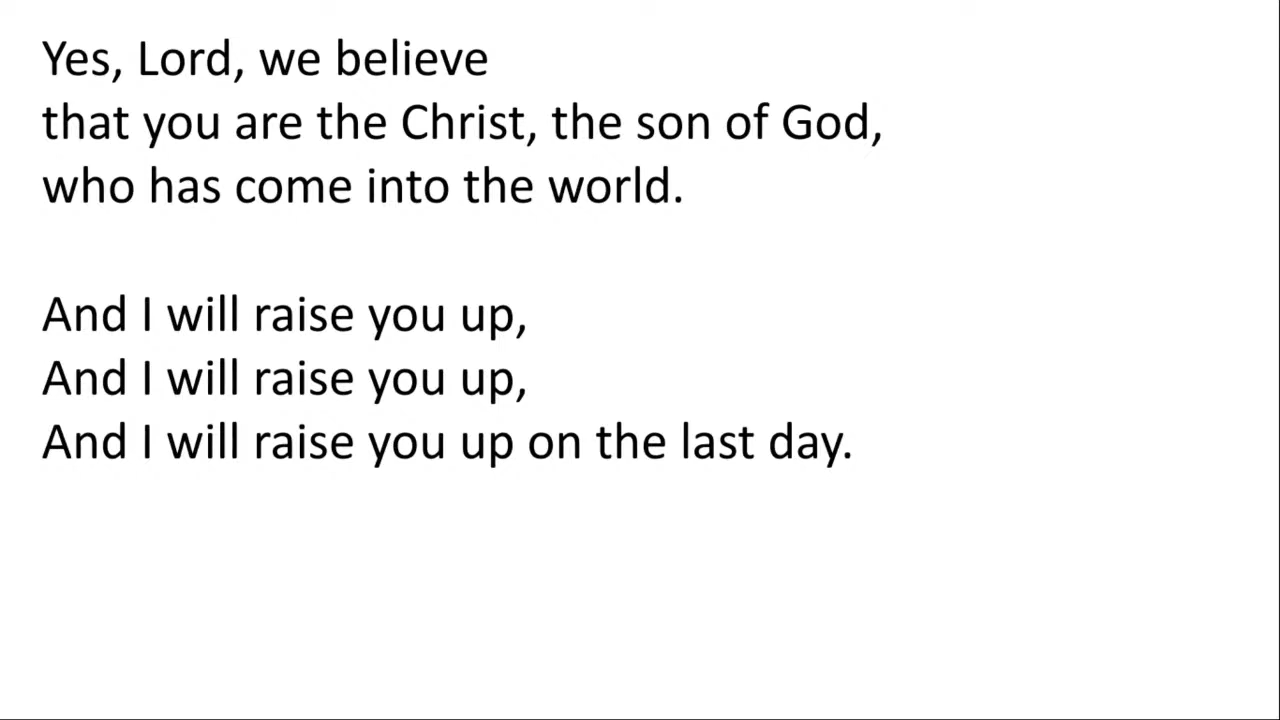 Yes, Lord, we believe
that you are the Christ, the son of God,
who has come into the world.
And I will raise you up,
And I will raise you up,
And I will raise you up on the last day.